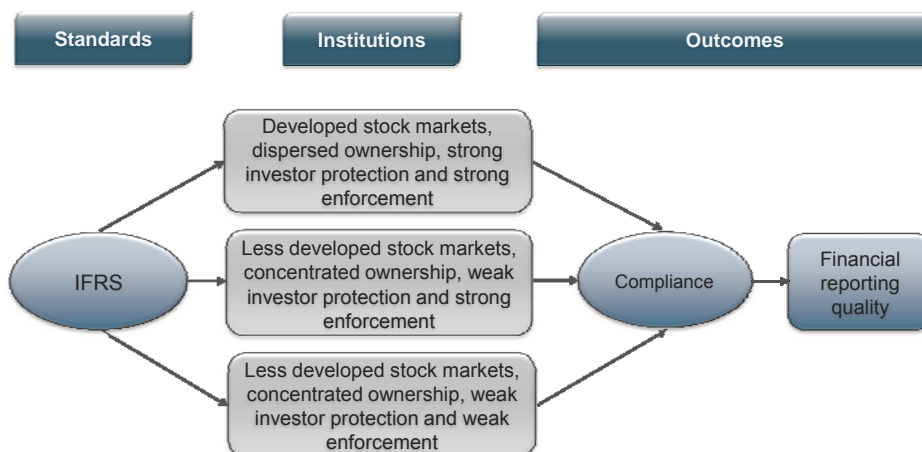 Standards
Institutions
Outcomes
Developed stock markets,
dispersed ownership, strong
investor protection and strong
enforcement
IFRS
Less developed stock markets,
concentrated ownership, weak
investor protection and strong
enforcement
Compliance
Financial
reporting
quality
Less developed stock markets,
concentrated ownership, weak
investor protection and weak
enforcement